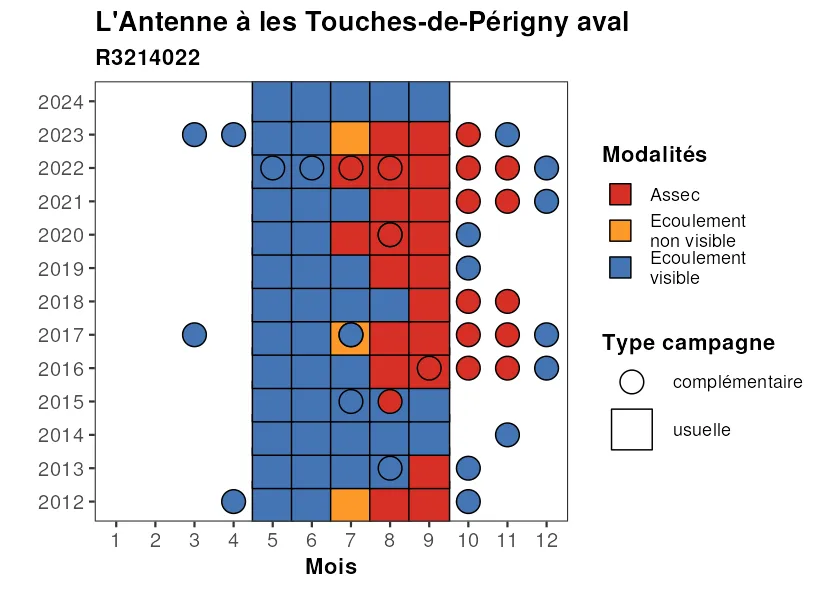 L'Antenne à les Touches-de-Périgny aval
R3214022
2024
2023
2022
2021
2020
2019
2018
2017
2016
2015
2014
2013
2012
1 2 3 4 5 6 7 8 9 10 11 12
Mois
Modalités
Assec
Ecoulement
non visible
Ecoulement
visible
Type campagne
complémentaire
usuelle